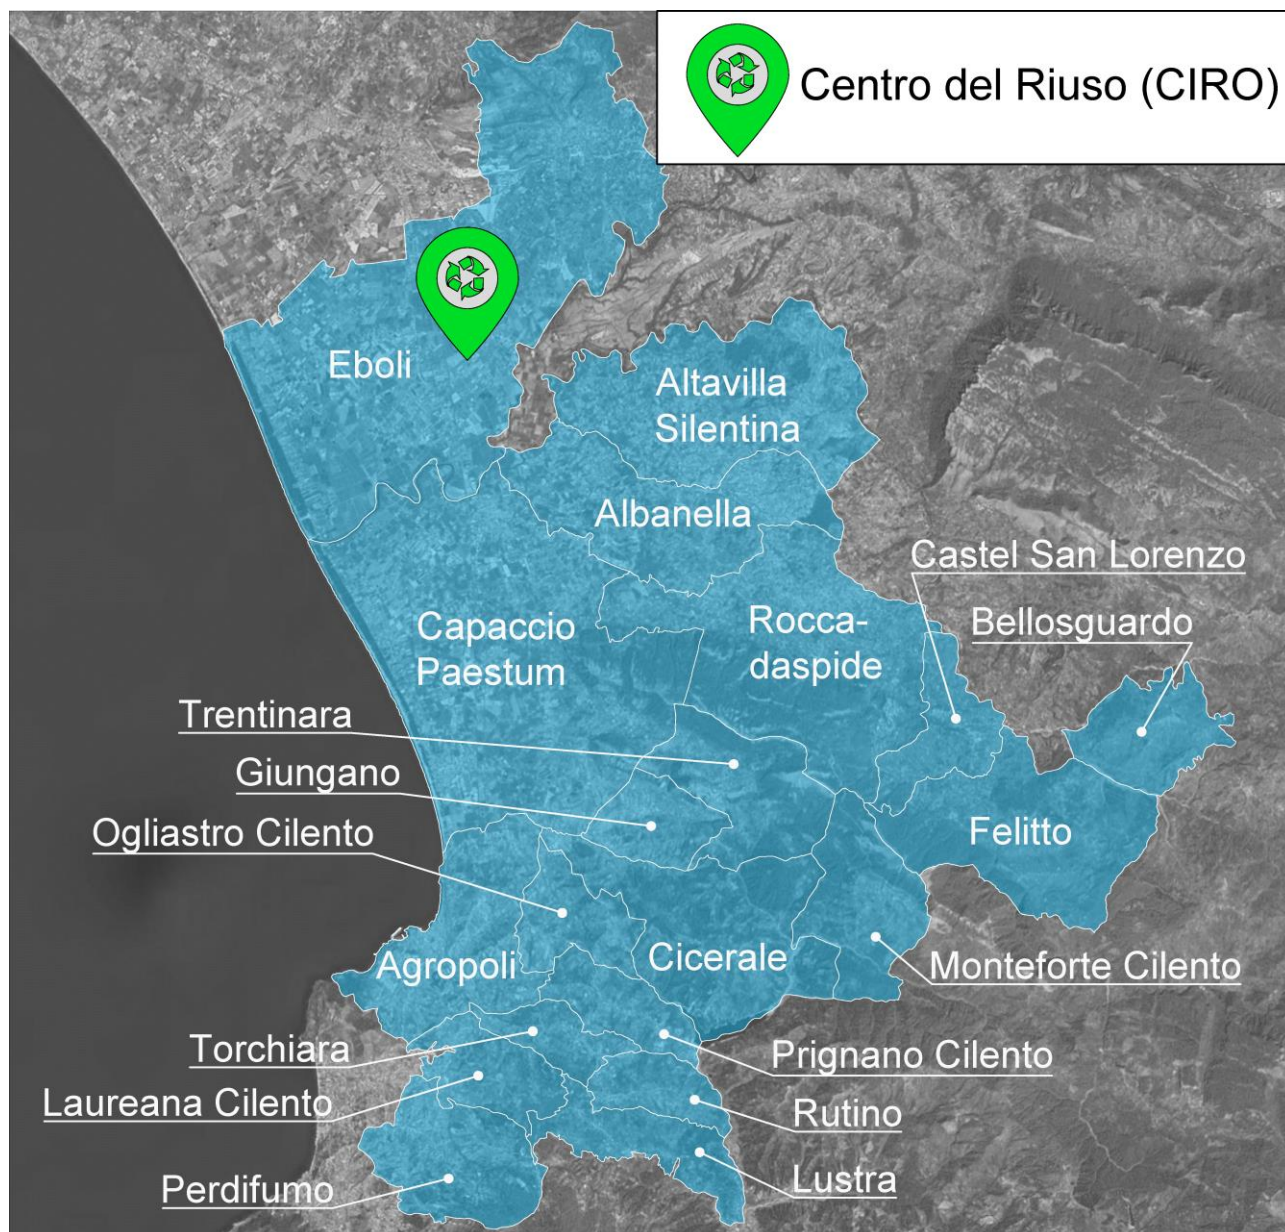 Centro del Riuso (CIRO)
Eboli
Altavilla
Silentina
Albanella
Castel San Lorenzo
Bellosguardo
Capaccio
Paestum
Rocca-
daspide
Trentinara
Giungano
Ogliastro Cilento
Felitto
Agropoli
Cicerale
Monteforte Cilento
Torchiara
Prignano Cilento
Laureana Cilento
Rutino
Perdifumo
Lustra